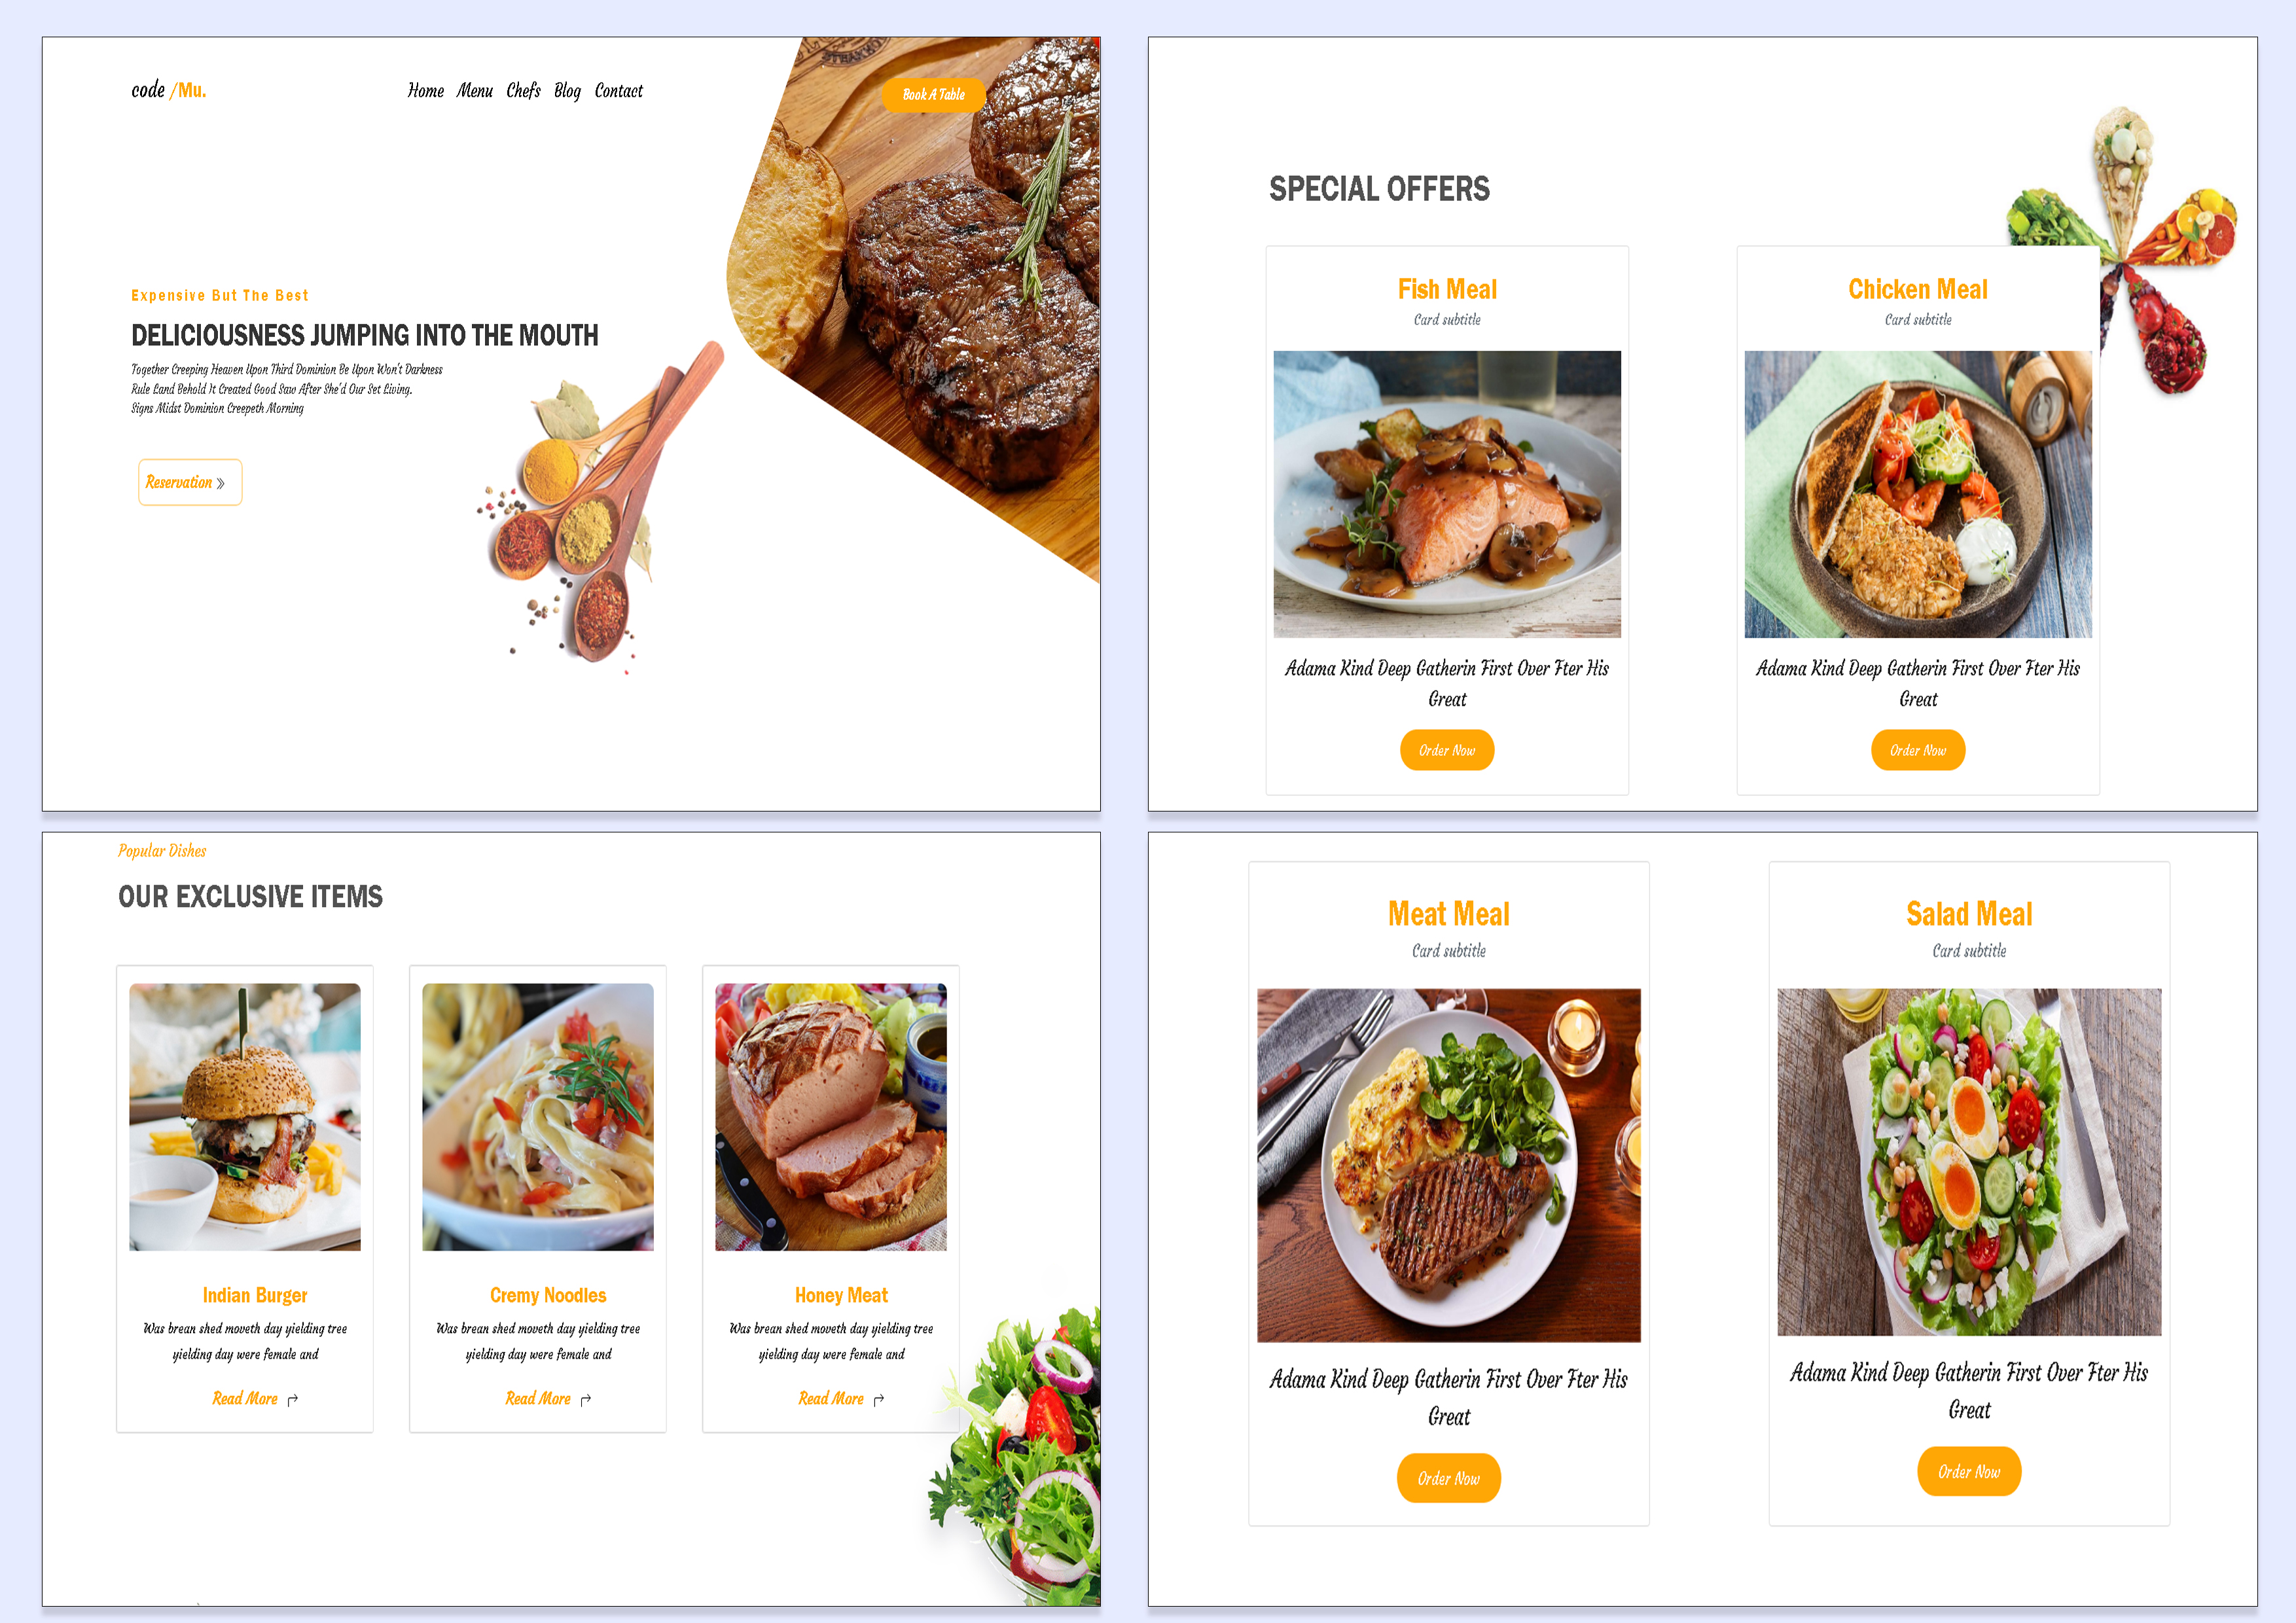 code /Mu.
Home Menu Chefs Blog Contact
Book A Table
Expensive But The Best
DELICIOUSNESS JUMPING INTO THE MOUTH
Together Creeping Heaven Upon Third Dominion Be Upon Won't Darkness
Rule Land Behold It Created Good Saw After She'd Our Set Living.
Signs Midst Dominion Creepeth Morning
Reservation »
SPECIAL OFFERS
Fish Meal
Card subtitle
Adama Kind Deep Gatherin First Over Fter His
Great
Order Now
Chicken Meal
Card subtitle
Adama Kind Deep Gatherin First Over Fter His
Great
Order Now
Popular Dishes
OUR EXCLUSIVE ITEMS
Indian Burger
Was brean shed moveth day yielding tree
yielding day were female and
Read More
Cremy Noodles
Was brean shed moveth day yielding tree
yielding day were female and
Read More
Honey Meat
Was brean shed moveth day yielding tree
yielding day were female and
Read More
Meat Meal
Card subtitle
Adama Kind Deep Gatherin First Over Fter His
Great
Order Now
Salad Meal
Card subtitle
Adama Kind Deep Gatherin First Over Fter His
Great
Order Now